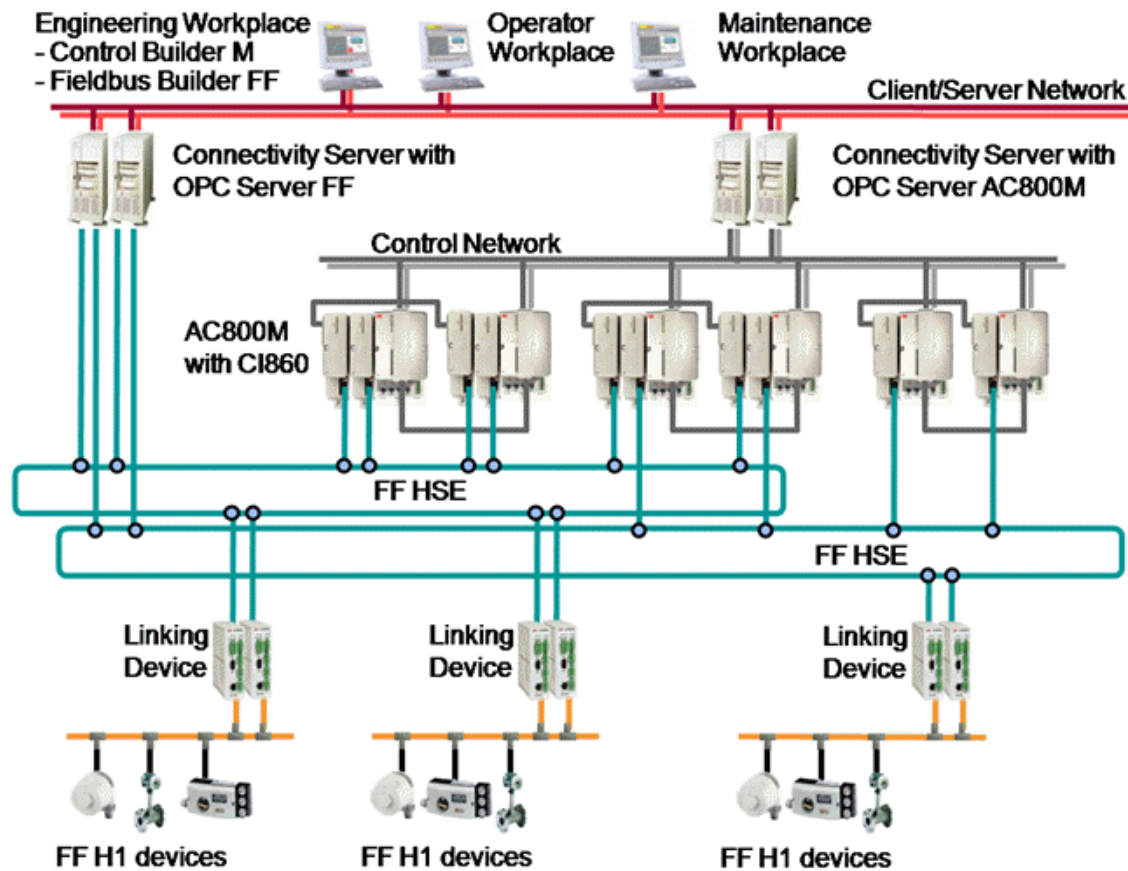 Engineering Workplace
- Control Builder M
- Fieldbus Builder FF
Operator
Workplace
Maintenance
Workplace
Client/Server Network
Connectivity Server with
OPC Server FF
Connectivity Server with
OPC Server AC800M
Control Network
AC800M
with CI860
FF HSE
FF HSE
Linking
Device
Linking
Device
Linking
Device
FF H1 devices
FF H1 devices
FF H1 devices